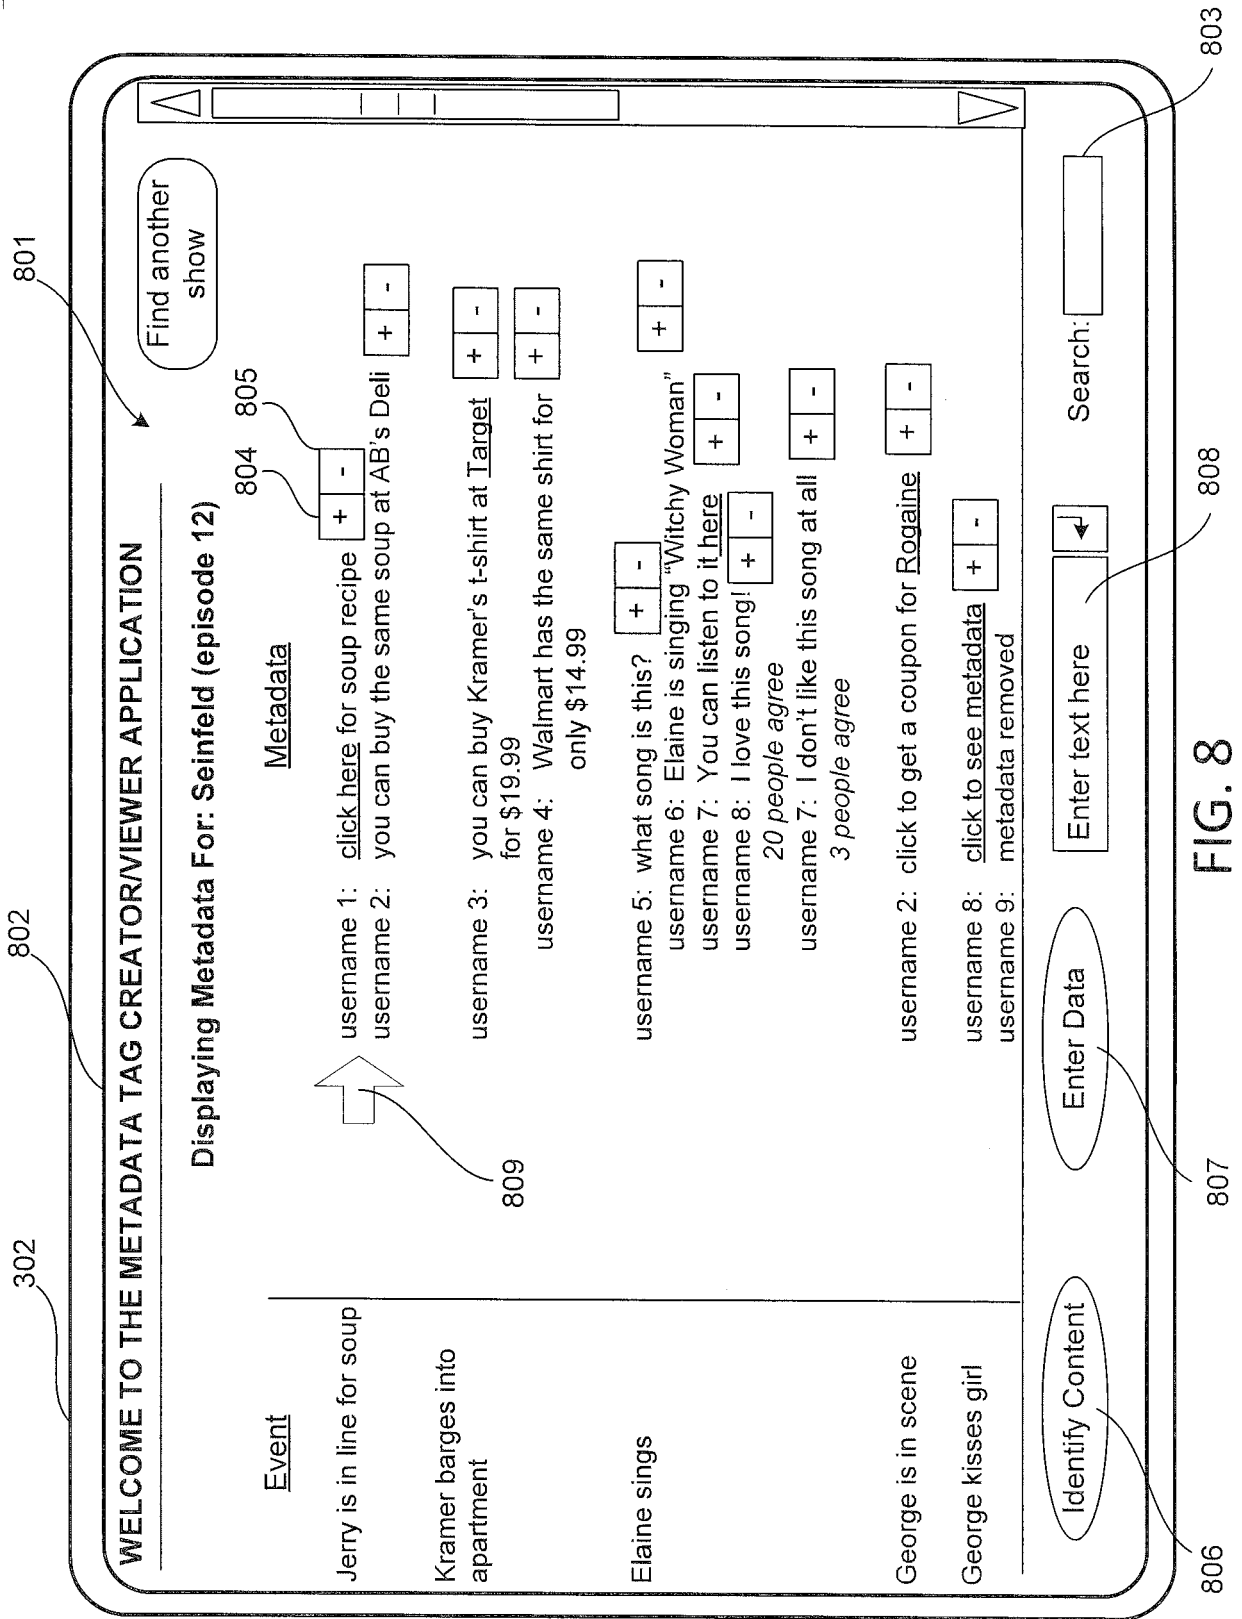 302
802
801
WELCOME TO THE METADATA TAG CREATOR/VIEWER APPLICATION
Find another
show
Displaying Metadata For: Seinfeld (episode 12)
804
805
Event
Metadata
Jerry is in line for soup
username 1: click here for soup recipe + -
username 2: you can buy the same soup at AB's Deli + -
Kramer barges into
apartment
username 3: you can buy Kramer's t-shirt at Target + -
for $19.99
username 4: Walmart has the same shirt for + -
only $14.99
809
Elaine sings
username 5: what song is this? + -
username 6: Elaine is singing "Witchy Woman" + -
username 7: You can listen to it here + -
username 8: I love this song! + -
20 people agree
username 7: I don't like this song at all + -
3 people agree
George is in scene
username 2: click to get a coupon for Rogaine + -
George kisses girl
username 8: click to see metadata + -
username 9: metadata removed
Identify Content
Enter Data
Enter text here
Search:
806
807
808
803
FIG. 8